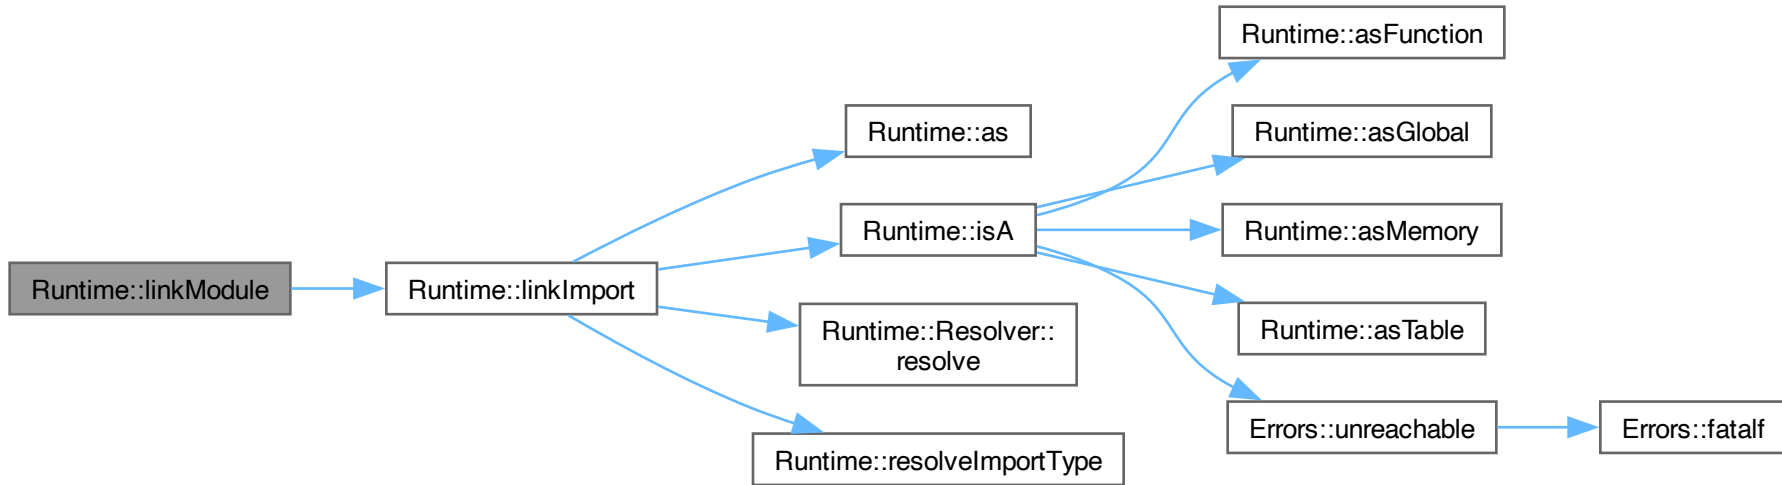 Runtime::linkModule
Runtime::linkImport
Runtime::as
Runtime::isA
Runtime::Resolver::
resolve
Runtime::resolveImportType
Runtime::asFunction
Runtime::asGlobal
Runtime::asMemory
Runtime::asTable
Errors::unreachable
Errors::fatalf